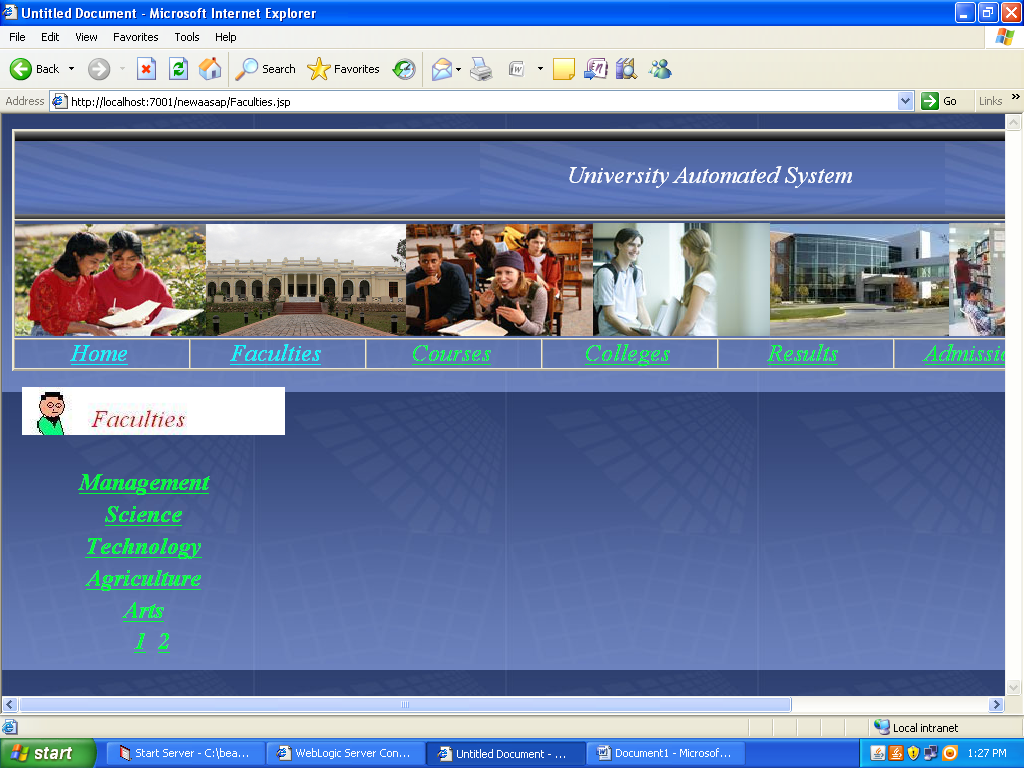 Untitled Document - Microsoft Internet Explorer
File Edit View Favorites Tools Help
Back Search Favorites
Address http://localhost:7001/newaasap/Faculties.jsp Go Links »
University Automated System
Home Faculties Courses Colleges Results Admissio
Faculties
Management
Science
Technology
Agriculture
Arts
1 2
Local intranet
start Start Server - C:\bea... WebLogic Server Con... Untitled Document - ... Document1 - Microsof... 1:27 PM